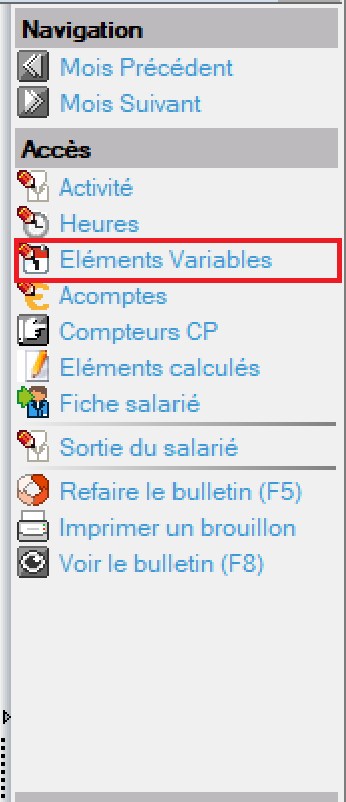 Navigation
Mois Précédent
Mois Suivant
Accès
Activité
Heures
Eléments Variables
Acomptes
Compteurs CP
Eléments calculés
Fiche salarié
Sortie du salarié
Refaire le bulletin (F5)
Imprimer un brouillon
Voir le bulletin (F8)